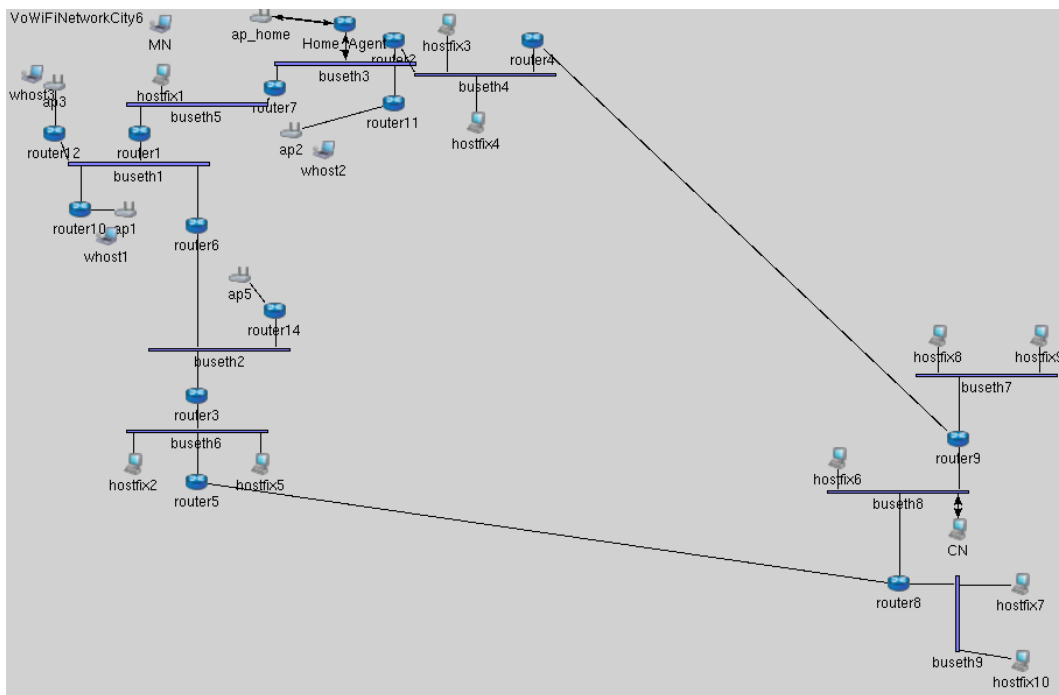 VoWiFiNetworkCity6
MN
ap_home
Home_Agent
router2
hostfix3
router4
buseth3
buseth4
whost3
ap3
hostfix1
router7
buseth5
router11
router12
router1
ap2
hostfix4
buseth1
whost2
router10
ap1
router6
whost1
ap5
router14
buseth2
hostfix8
hostfix9
buseth7
router3
buseth6
router9
hostfix2
hostfix5
router5
hostfix6
buseth8
CN
router8
hostfix7
buseth9
hostfix10